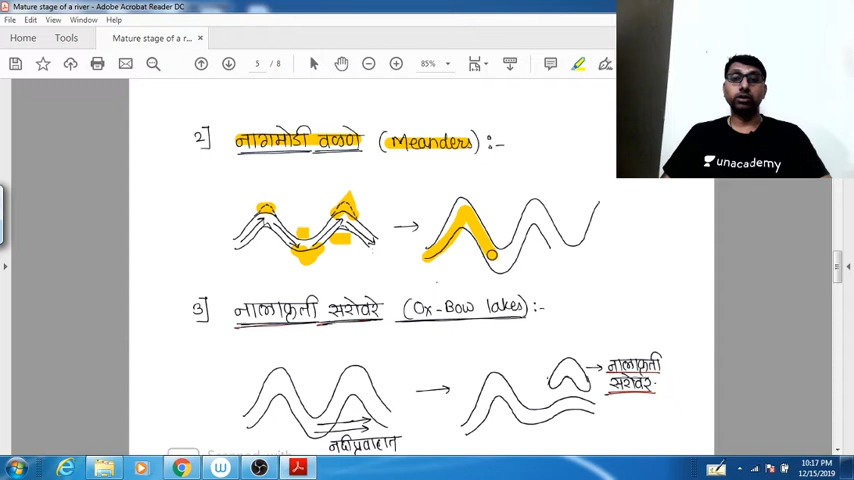 Mature stage of a river - Adobe Acrobat Reader DC
File Edit View Window Help
Home Tools Mature stage of a r... ×
5 / 8 85%
unacademy
2] नागमोडी वळणे (Meanders) :-
3] नालाकृती सरोवरे (Ox-Bow lakes) :-
नालाकृती
सरोवरे.
नदीप्रवाहात
10:17 PM
12/15/2019